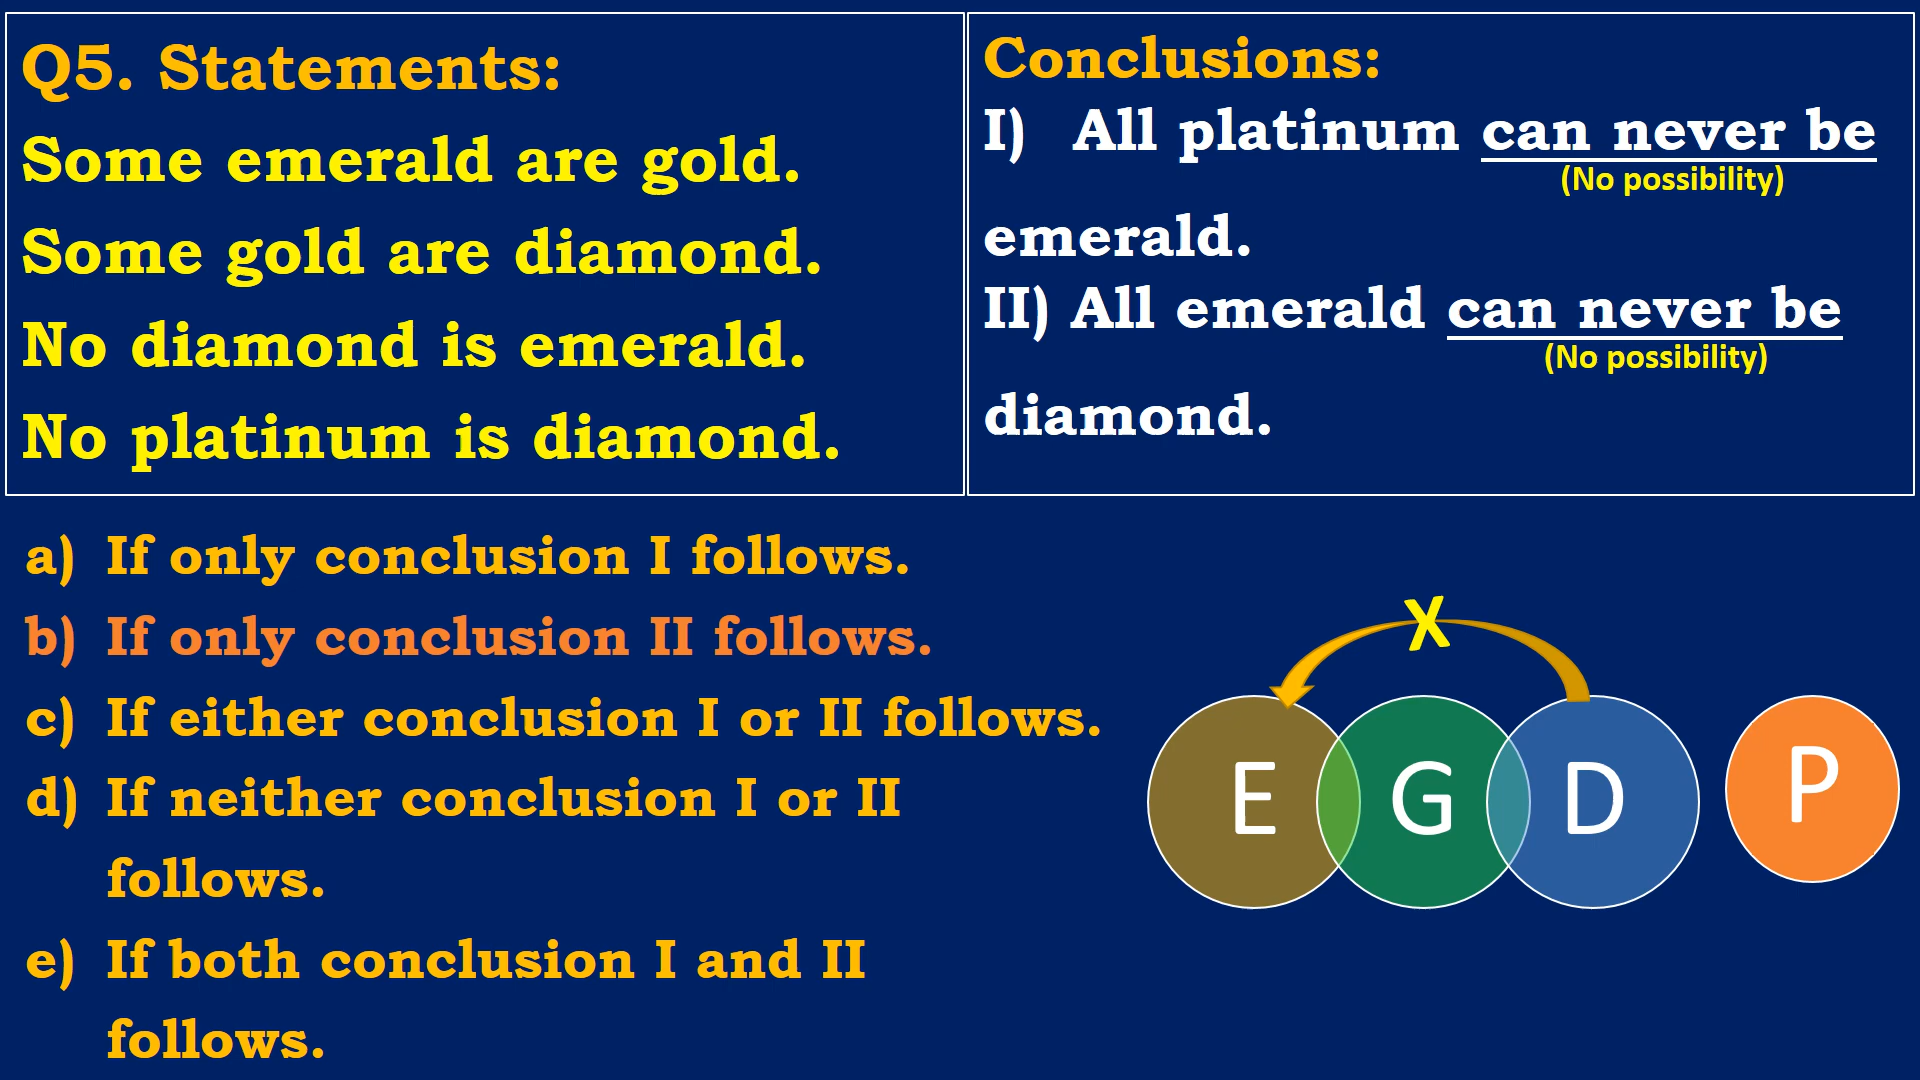 Q5. Statements:
Some emerald are gold.
Some gold are diamond.
No diamond is emerald.
No platinum is diamond.
Conclusions:
I) All platinum can never be
(No possibility)
emerald.
II) All emerald can never be
(No possibility)
diamond.
a) If only conclusion I follows.
b) If only conclusion II follows.
c) If either conclusion I or II follows.
d) If neither conclusion I or II
follows.
e) If both conclusion I and II
follows.
X
E G D P